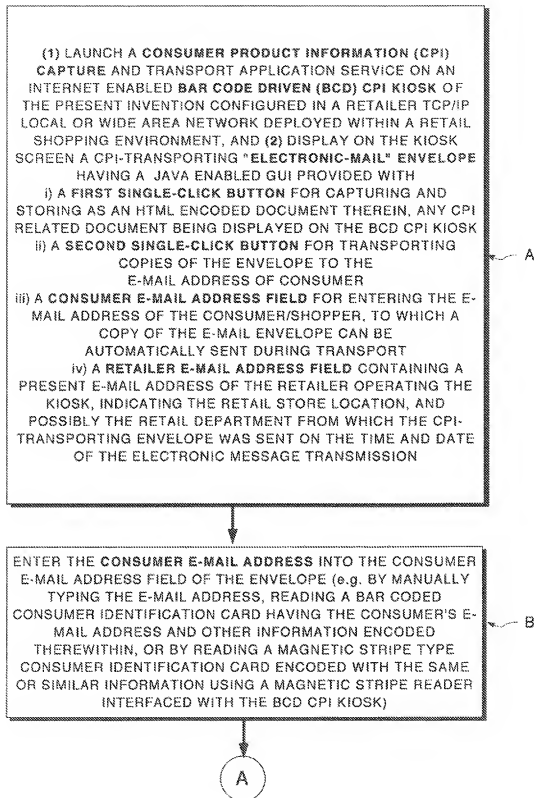 (1) LAUNCH A CONSUMER PRODUCT INFORMATION (CPI)
CAPTURE AND TRANSPORT APPLICATION SERVICE ON AN
INTERNET ENABLED BAR CODE DRIVEN (BCD) CPI KIOSK OF
THE PRESENT INVENTION CONFIGURED IN A RETAILER TCP/IP
LOCAL OR WIDE AREA NETWORK DEPLOYED WITHIN A RETAIL
SHOPPING ENVIRONMENT, AND (2) DISPLAY ON THE KIOSK
SCREEN A CPI-TRANSPORTING "ELECTRONIC-MAIL" ENVELOPE
HAVING A JAVA ENABLED GUI PROVIDED WITH
i) A FIRST SINGLE-CLICK BUTTON FOR CAPTURING AND
STORING AS AN HTML ENCODED DOCUMENT THEREIN, ANY CPI
RELATED DOCUMENT BEING DISPLAYED ON THE BCD CPI KIOSK
ii) A SECOND SINGLE-CLICK BUTTON FOR TRANSPORTING
COPIES OF THE ENVELOPE TO THE
E-MAIL ADDRESS OF CONSUMER
iii) A CONSUMER E-MAIL ADDRESS FIELD FOR ENTERING THE E-
MAIL ADDRESS OF THE CONSUMER/SHOPPER, TO WHICH A
COPY OF THE E-MAIL ENVELOPE CAN BE
AUTOMATICALLY SENT DURING TRANSPORT
iv) A RETAILER E-MAIL ADDRESS FIELD CONTAINING A
PRESENT E-MAIL ADDRESS OF THE RETAILER OPERATING THE
KIOSK, INDICATING THE RETAIL STORE LOCATION, AND
POSSIBLY THE RETAIL DEPARTMENT FROM WHICH THE CPI-
TRANSPORTING ENVELOPE WAS SENT ON THE TIME AND DATE
OF THE ELECTRONIC MESSAGE TRANSMISSION
A
ENTER THE CONSUMER E-MAIL ADDRESS INTO THE CONSUMER
E-MAIL ADDRESS FIELD OF THE ENVELOPE (e.g. BY MANUALLY
TYPING THE E-MAIL ADDRESS, READING A BAR CODED
CONSUMER IDENTIFICATION CARD HAVING THE CONSUMER'S E-
MAIL ADDRESS AND OTHER INFORMATION ENCODED
THEREWITHIN, OR BY READING A MAGNETIC STRIPE TYPE
CONSUMER IDENTIFICATION CARD ENCODED WITH THE SAME
OR SIMILAR INFORMATION USING A MAGNETIC STRIPE READER
INTERFACED WITH THE BCD CPI KIOSK)
B
A